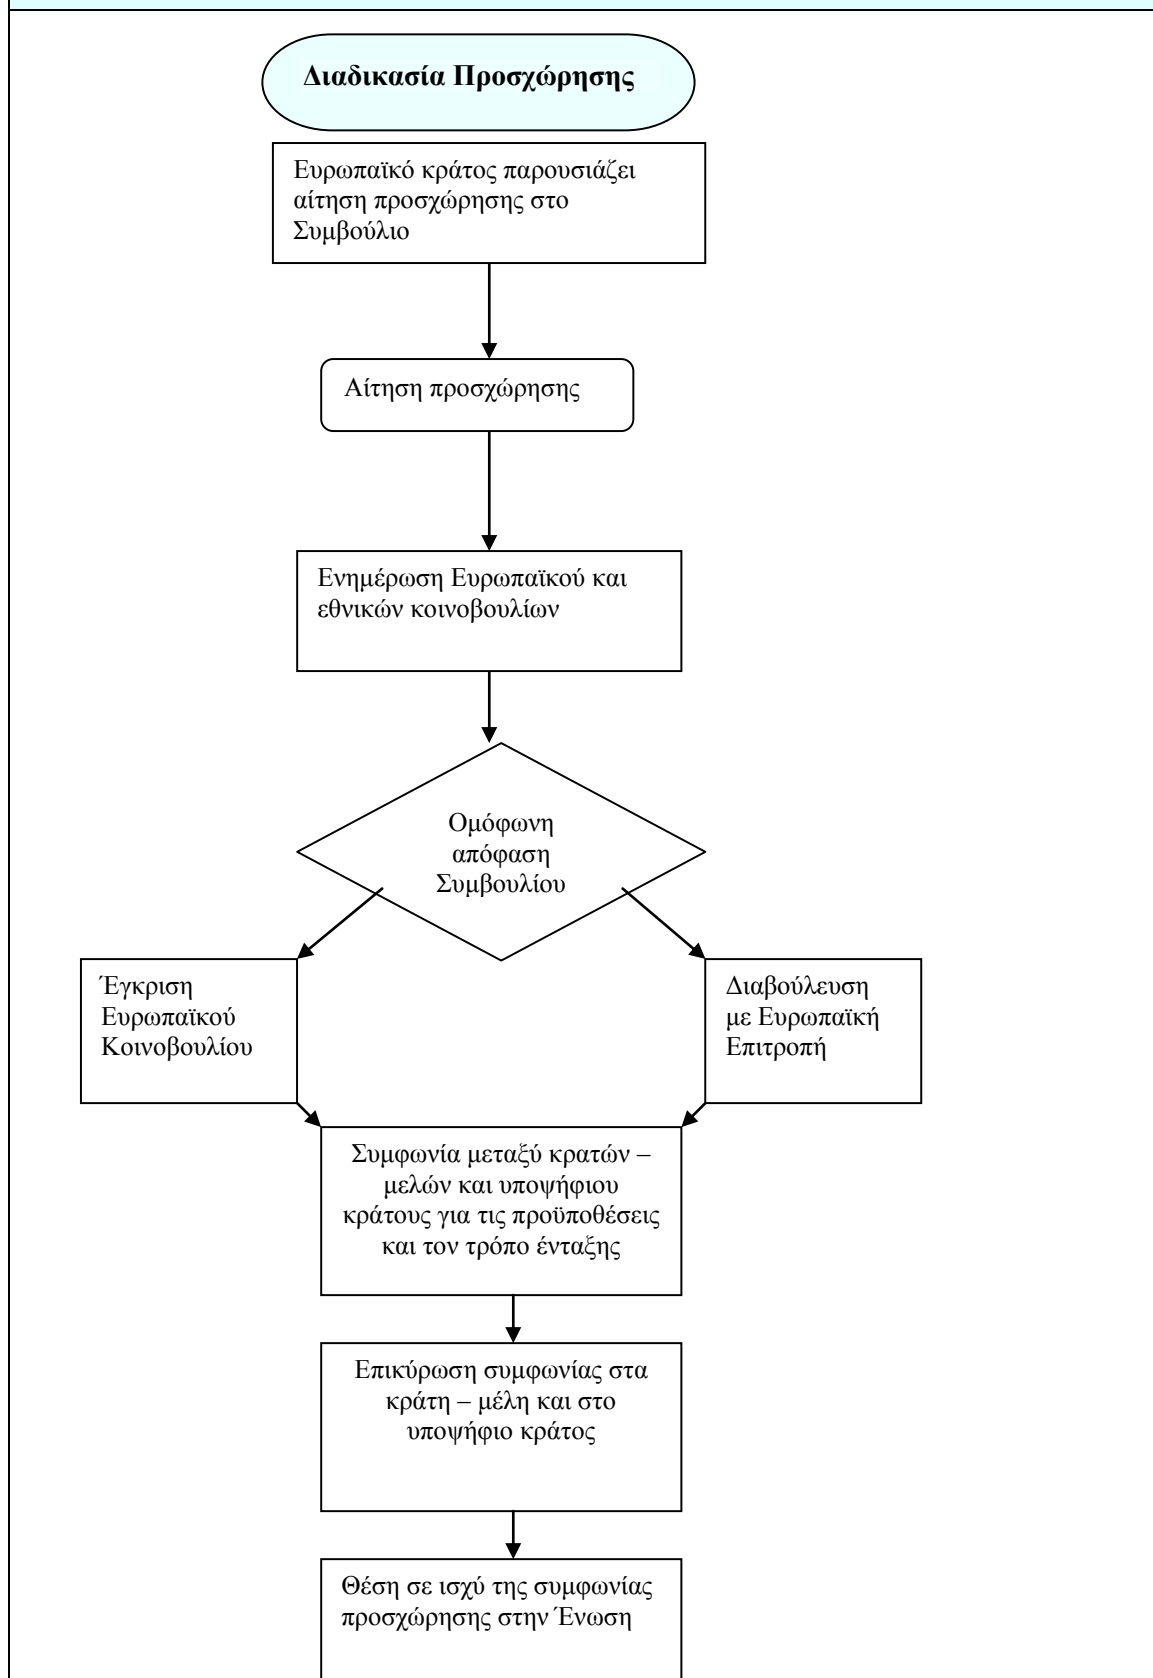 Διαδικασία Προσχώρησης
Ευρωπαϊκό κράτος παρουσιάζει
αίτηση προσχώρησης στο
Συμβούλιο
Αίτηση προσχώρησης
Ενημέρωση Ευρωπαϊκού και
εθνικών κοινοβουλίων
Ομόφωνη
απόφαση
Συμβουλίου
Έγκριση
Ευρωπαϊκού
Κοινοβουλίου
Διαβούλευση
με Ευρωπαϊκή
Επιτροπή
Συμφωνία μεταξύ κρατών –
μελών και υποψήφιου
κράτους για τις προϋποθέσεις
και τον τρόπο ένταξης
Επικύρωση συμφωνίας στα
κράτη – μέλη και στο
υποψήφιο κράτος
Θέση σε ισχύ της συμφωνίας
προσχώρησης στην Ένωση